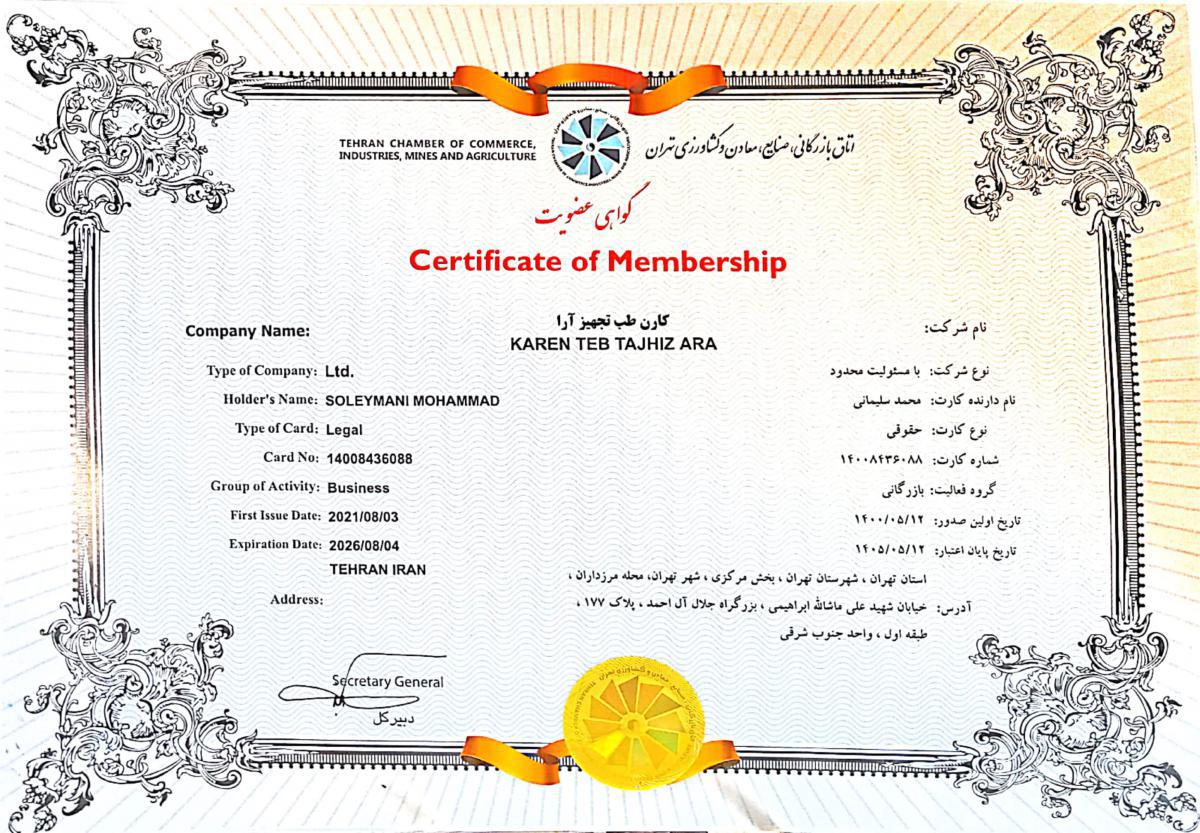 TEHRAN CHAMBER OF COMMERCE,
INDUSTRIES, MINES AND AGRICULTURE
اتاق بازرگانی، صنایع، معادن و کشاورزی تهران
گواهی عضویت
Certificate of Membership
Company Name:
کارن طب تجهیز آرا
KAREN TEB TAJHIZ ARA
نام شرکت:
Type of Company: Ltd.
نوع شرکت: با مسئولیت محدود
Holder's Name: SOLEYMANI MOHAMMAD
نام دارنده کارت: محمد سلیمانی
Type of Card: Legal
نوع کارت: حقوقی
Card No: 14008436088
شماره کارت: ۱۴۰۰۸۴۳۶۰۸۸
Group of Activity: Business
گروه فعالیت: بازرگانی
First Issue Date: 2021/08/03
تاریخ اولین صدور: ۱۴۰۰/۰۵/۱۲
Expiration Date: 2026/08/04
تاریخ پایان اعتبار: ۱۴۰۵/۰۵/۱۲
TEHRAN IRAN
Address:
استان تهران ، شهرستان تهران ، بخش مرکزی ، شهر تهران، محله مرزداران ،
آدرس: خیابان شهید علی ماشالله ابراهیمی ، بزرگراه جلال آل احمد ، پلاک ۱۷۷ ،
طبقه اول ، واحد جنوب شرقی
Secretary General
دبیرکل